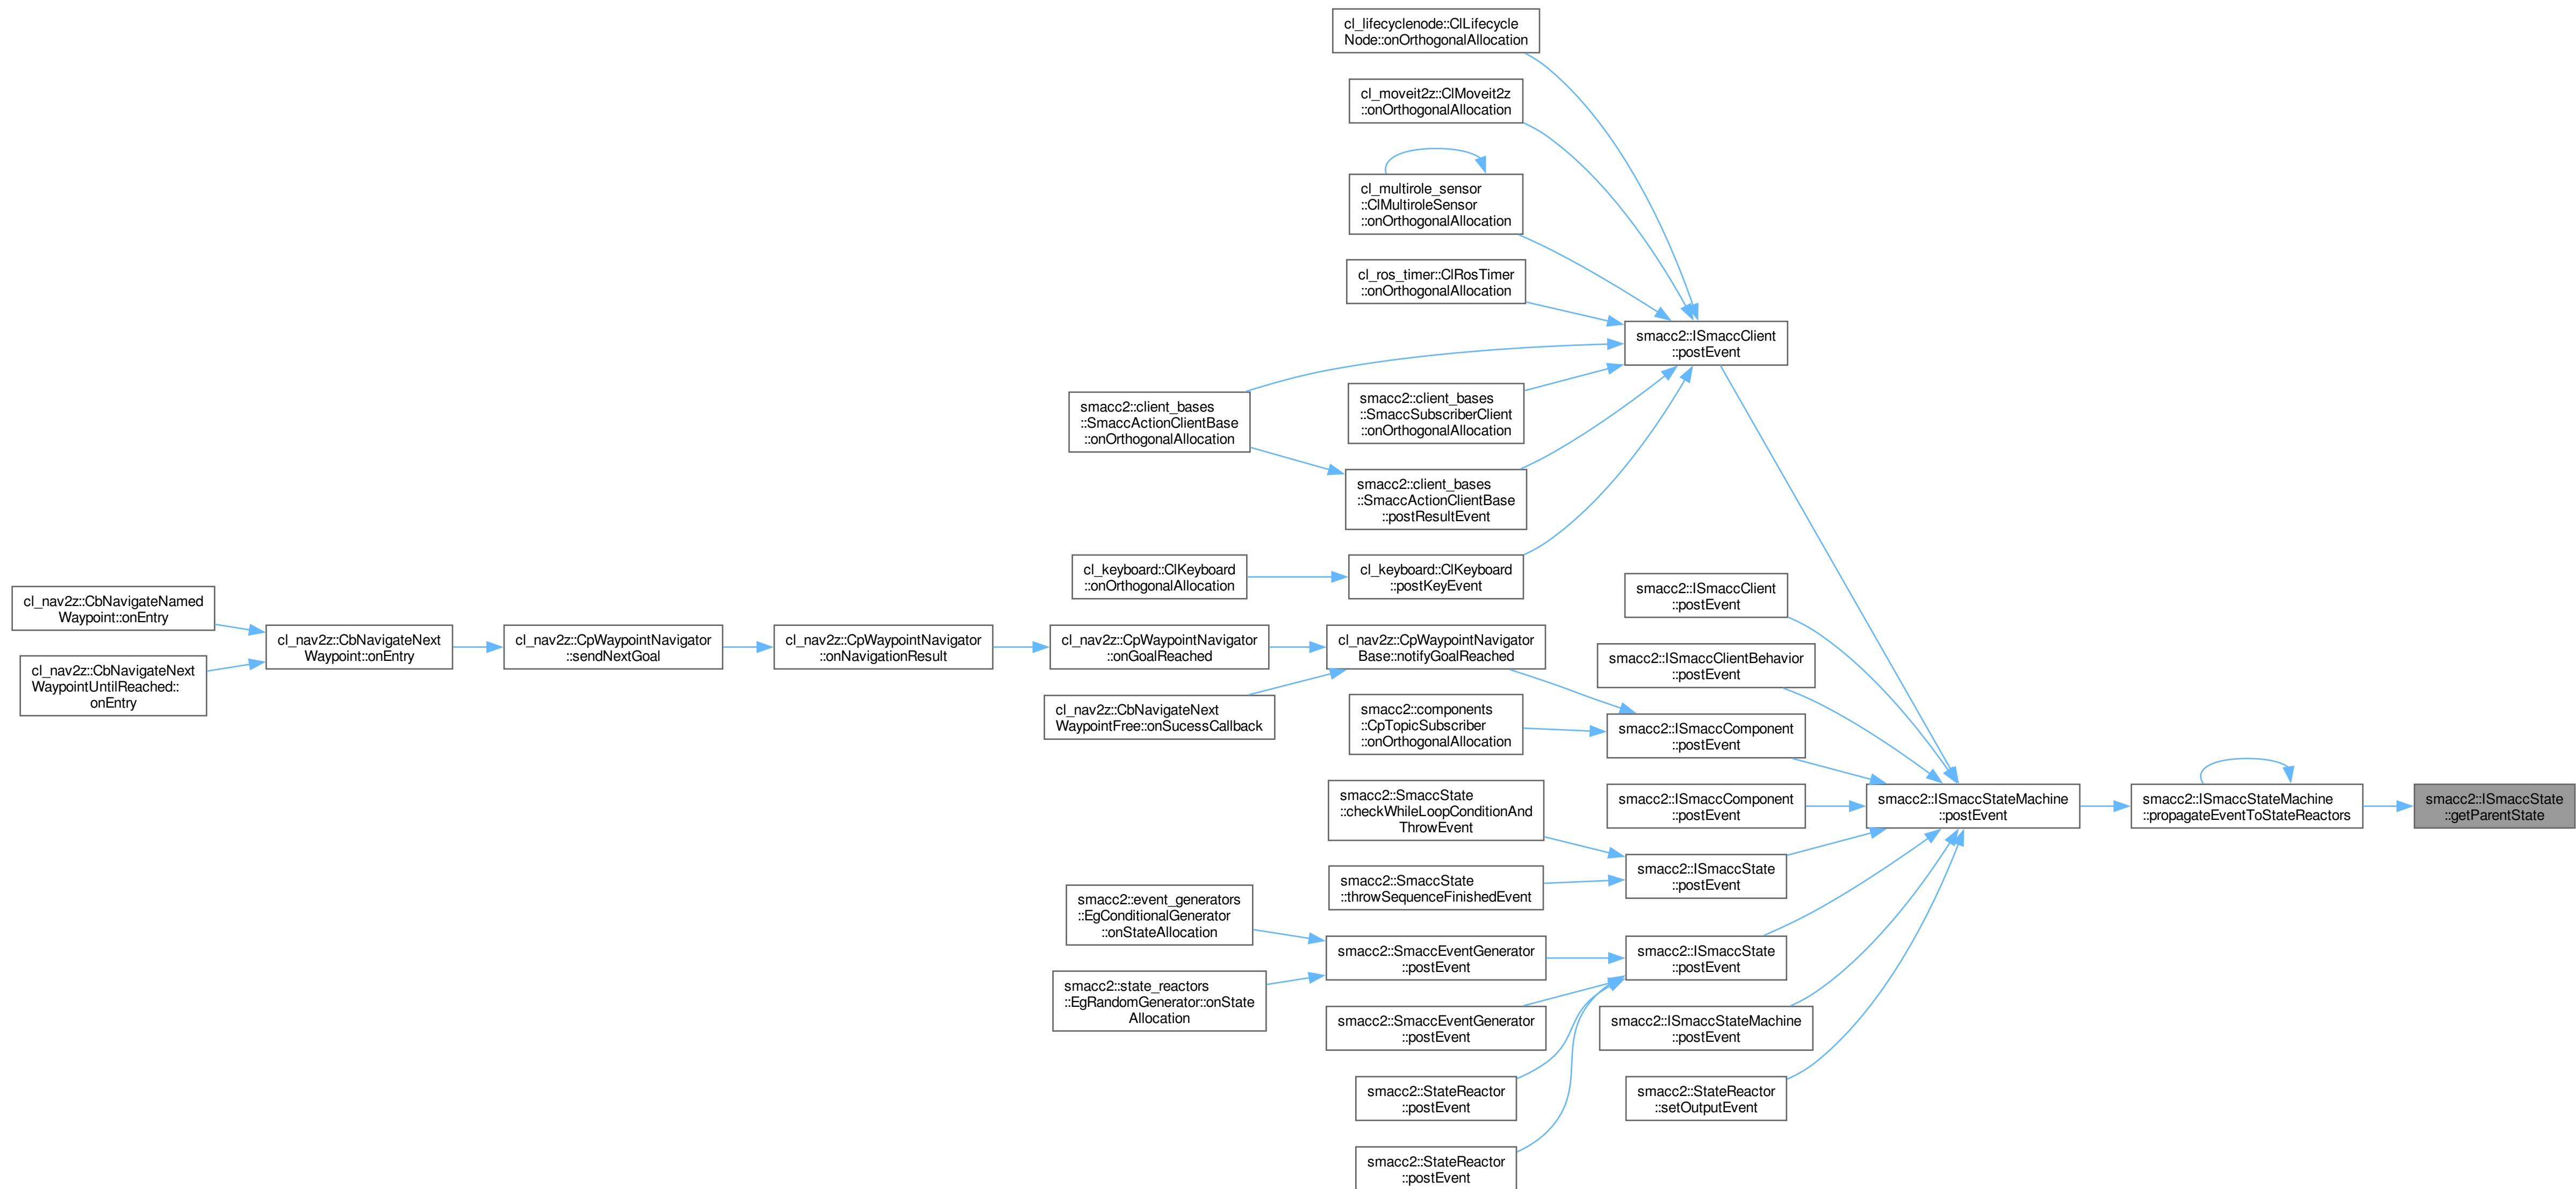 cl_lifecyclenode::ClLifecycle
Node::onOrthogonalAllocation
cl_moveit2z::ClMoveit2z
::onOrthogonalAllocation
cl_multirole_sensor
::ClMultiroleSensor
::onOrthogonalAllocation
cl_ros_timer::ClRosTimer
::onOrthogonalAllocation
smacc2::ISmaccClient
::postEvent
smacc2::client_bases
::SmaccActionClientBase
::onOrthogonalAllocation
smacc2::client_bases
::SmaccSubscriberClient
::onOrthogonalAllocation
smacc2::client_bases
::SmaccActionClientBase
::postResultEvent
cl_keyboard::ClKeyboard
::onOrthogonalAllocation
cl_keyboard::ClKeyboard
::postKeyEvent
smacc2::ISmaccClient
::postEvent
cl_nav2z::CbNavigateNamed
Waypoint::onEntry
cl_nav2z::CbNavigateNext
WaypointUntilReached::
onEntry
cl_nav2z::CbNavigateNext
Waypoint::onEntry
cl_nav2z::CpWaypointNavigator
::sendNextGoal
cl_nav2z::CpWaypointNavigator
::onNavigationResult
cl_nav2z::CpWaypointNavigator
::onGoalReached
cl_nav2z::CpWaypointNavigator
Base::notifyGoalReached
smacc2::ISmaccClientBehavior
::postEvent
cl_nav2z::CbNavigateNext
WaypointFree::onSucessCallback
smacc2::components
::CpTopicSubscriber
::onOrthogonalAllocation
smacc2::ISmaccComponent
::postEvent
smacc2::SmaccState
::checkWhileLoopConditionAnd
ThrowEvent
smacc2::ISmaccComponent
::postEvent
smacc2::ISmaccStateMachine
::postEvent
smacc2::ISmaccStateMachine
::propagateEventToStateReactors
smacc2::ISmaccState
::getParentState
smacc2::SmaccState
::throwSequenceFinishedEvent
smacc2::ISmaccState
::postEvent
smacc2::event_generators
::EgConditionalGenerator
::onStateAllocation
smacc2::state_reactors
::EgRandomGenerator::onState
Allocation
smacc2::SmaccEventGenerator
::postEvent
smacc2::ISmaccState
::postEvent
smacc2::SmaccEventGenerator
::postEvent
smacc2::ISmaccStateMachine
::postEvent
smacc2::StateReactor
::postEvent
smacc2::StateReactor
::setOutputEvent
smacc2::StateReactor
::postEvent